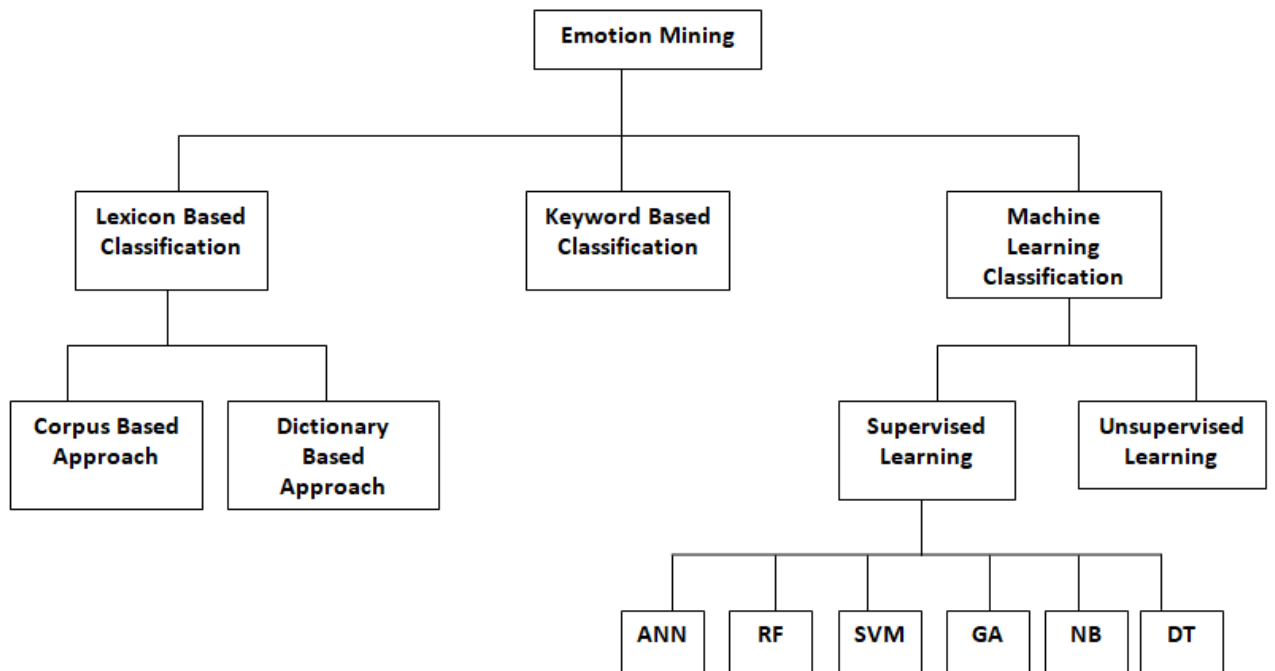 Emotion Mining
Lexicon Based
Classification
Keyword Based
Classification
Machine
Learning
Classification
Corpus Based
Approach
Dictionary
Based
Approach
Supervised
Learning
Unsupervised
Learning
ANN
RF
SVM
GA
NB
DT